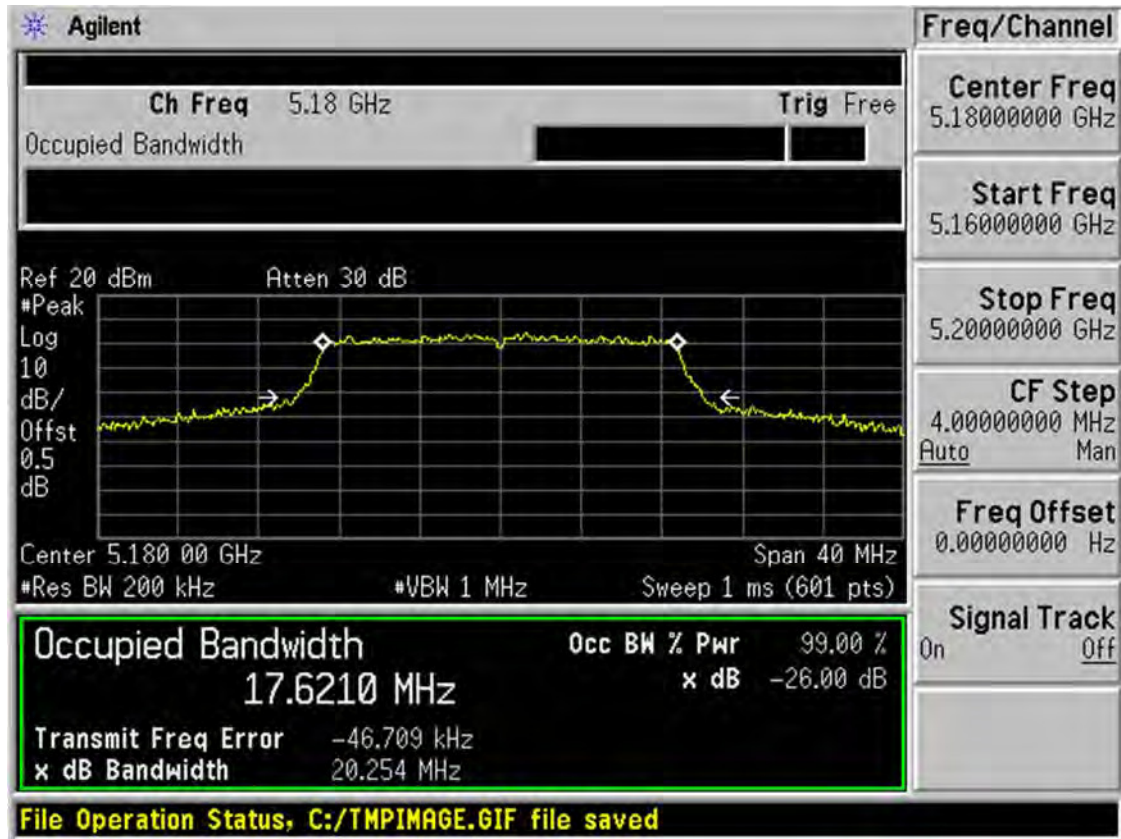 Agilent
Freq/Channel
Ch Freq 5.18 GHz Trig Free
Occupied Bandwidth
Center Freq
5.18000000 GHz
Start Freq
5.16000000 GHz
Stop Freq
5.20000000 GHz
CF Step
4.00000000 MHz
Auto Man
Freq Offset
0.00000000 Hz
Signal Track
On Off
Ref 20 dBm Atten 30 dB
#Peak
Log
10
dB/
Offst
0.5
dB
Center 5.180 00 GHz Span 40 MHz
#Res BW 200 kHz #VBW 1 MHz Sweep 1 ms (601 pts)
Occupied Bandwidth Occ BW % Pwr 99.00 %
17.6210 MHz x dB -26.00 dB
Transmit Freq Error -46.709 kHz
x dB Bandwidth 20.254 MHz
File Operation Status, C:/TMPIMAGE.GIF file saved